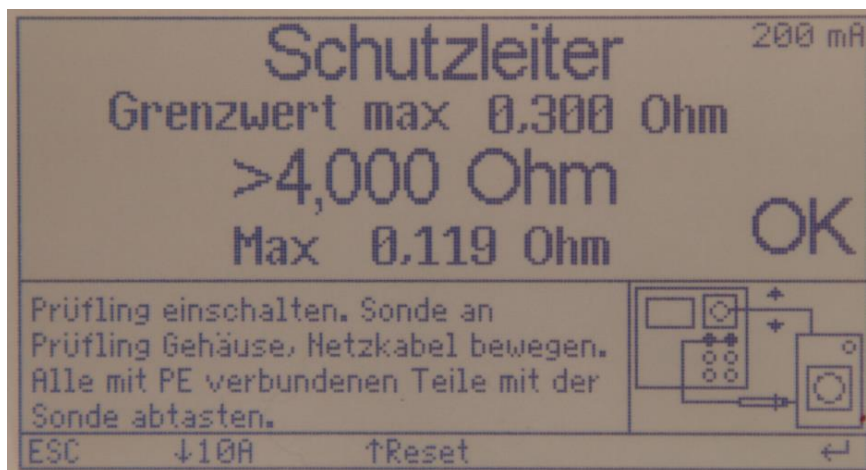 Schutzleiter 200 mA
Grenzwert max 0,300 Ohm
>4,000 Ohm
OK
Max 0,119 Ohm
Prüfling einschalten. Sonde an
Prüfling Gehäuse, Netzkabel bewegen.
Alle mit PE verbundenen Teile mit der
Sonde abtasten.
ESC ↓10A ↑Reset ↵